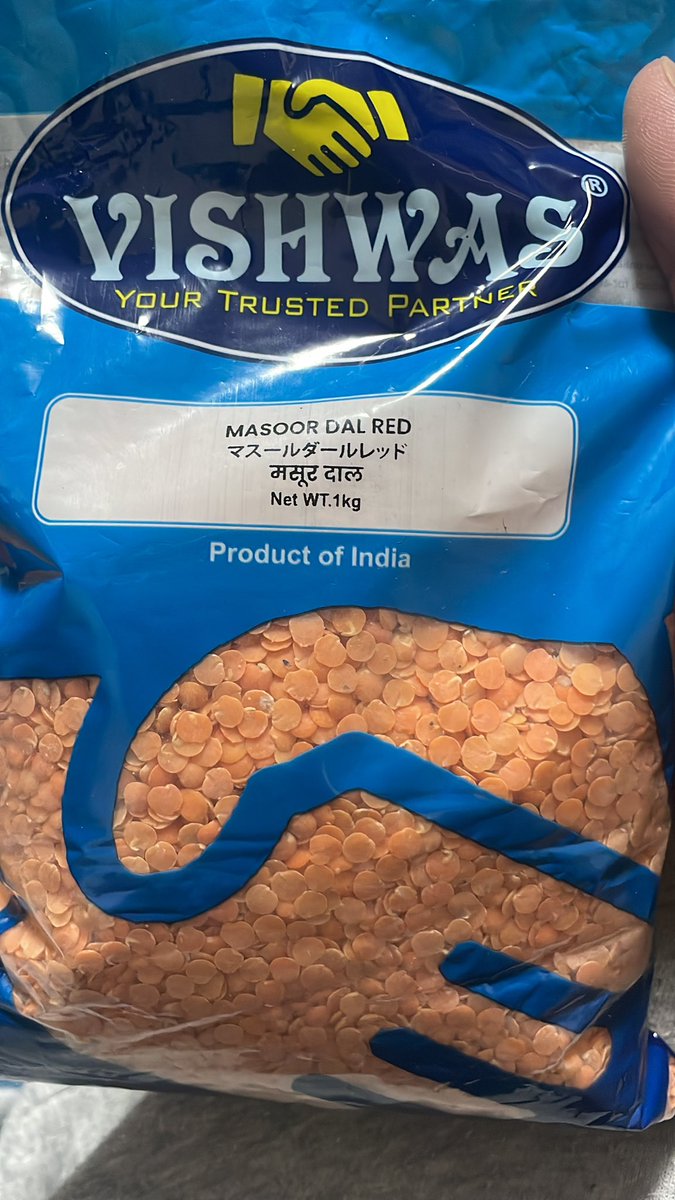 VISHWAS®
YOUR TRUSTED PARTNER
MASOOR DAL RED
マスールダールレッド
मसूर दाल
Net WT.1kg
Product of India